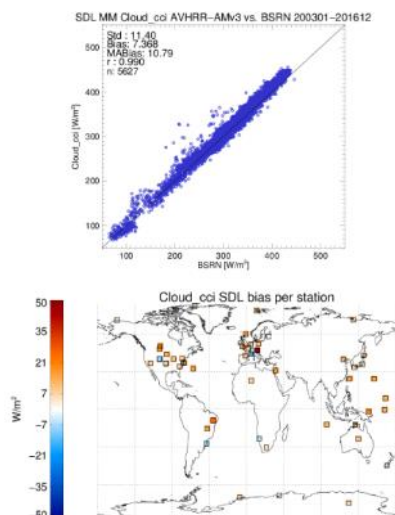 SDL MM Cloud_cci AVHRR-AMv3 vs. BSRN 200301-201612
Std : 11.40
Bias: 7.368
MABias: 10.79
r : 0.990
n: 5627
500
400
300
200
100
Cloud_cci [W/m²]
100 200 300 400 500
BSRN [W/m²]
Cloud_cci SDL bias per station
50
35
21
7
-7
-21
-35
-50
W/m²